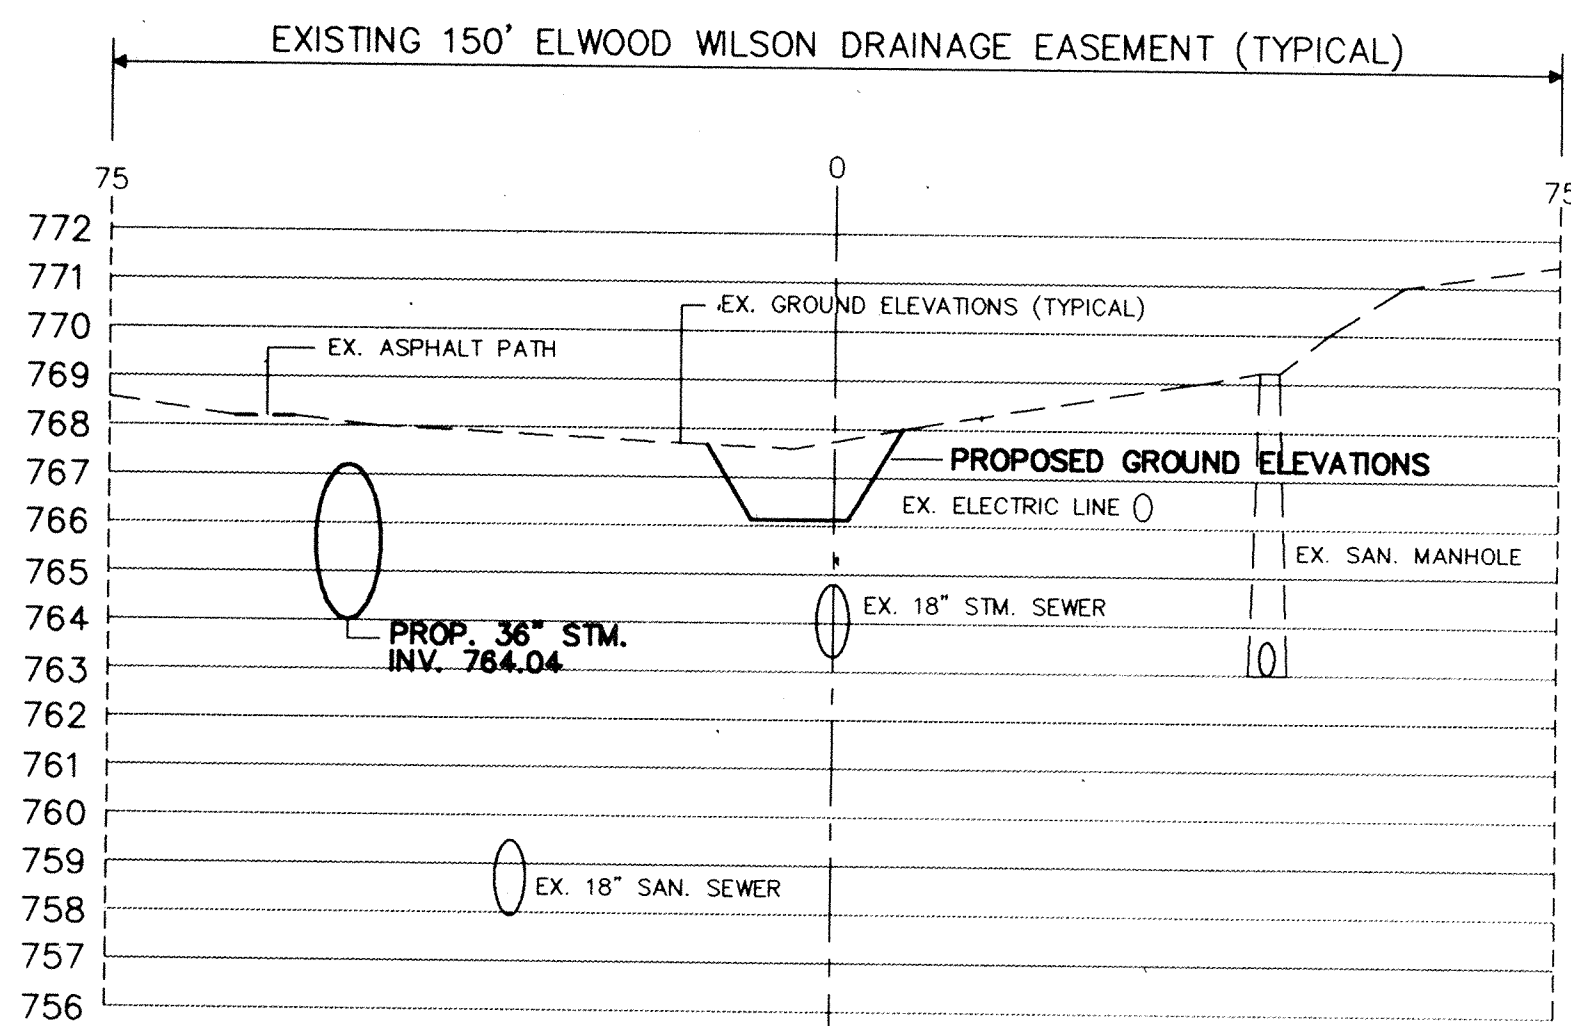 EXISTING 150' ELWOOD WILSON DRAINAGE EASEMENT (TYPICAL)
75
0
75
772
771
EX. GROUND ELEVATIONS (TYPICAL)
770
EX. ASPHALT PATH
769
768
PROPOSED GROUND ELEVATIONS
767
EX. ELECTRIC LINE
766
EX. SAN. MANHOLE
765
EX. 18" STM. SEWER
764
PROP. 36" STM.
INV. 764.04
763
762
761
760
759
EX. 18" SAN. SEWER
758
757
756